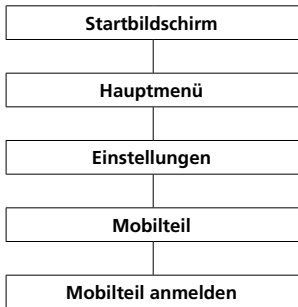 Startbildschirm
Hauptmenü
Einstellungen
Mobilteil
Mobilteil anmelden